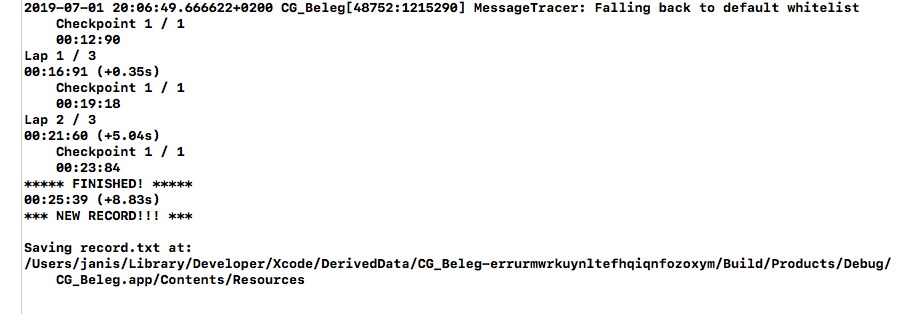 2019-07-01 20:06:49.666622+0200 CG_Beleg[48752:1215290] MessageTracer: Falling back to default whitelist
Checkpoint 1 / 1
00:12:90
Lap 1 / 3
00:16:91 (+0.35s)
Checkpoint 1 / 1
00:19:18
Lap 2 / 3
00:21:60 (+5.04s)
Checkpoint 1 / 1
00:23:84
***** FINISHED! *****
00:25:39 (+8.83s)
*** NEW RECORD!!! ***
Saving record.txt at:
/Users/janis/Library/Developer/Xcode/DerivedData/CG_Beleg-errurmwrkuynltefhqiqnfozoxym/Build/Products/Debug/
CG_Beleg.app/Contents/Resources